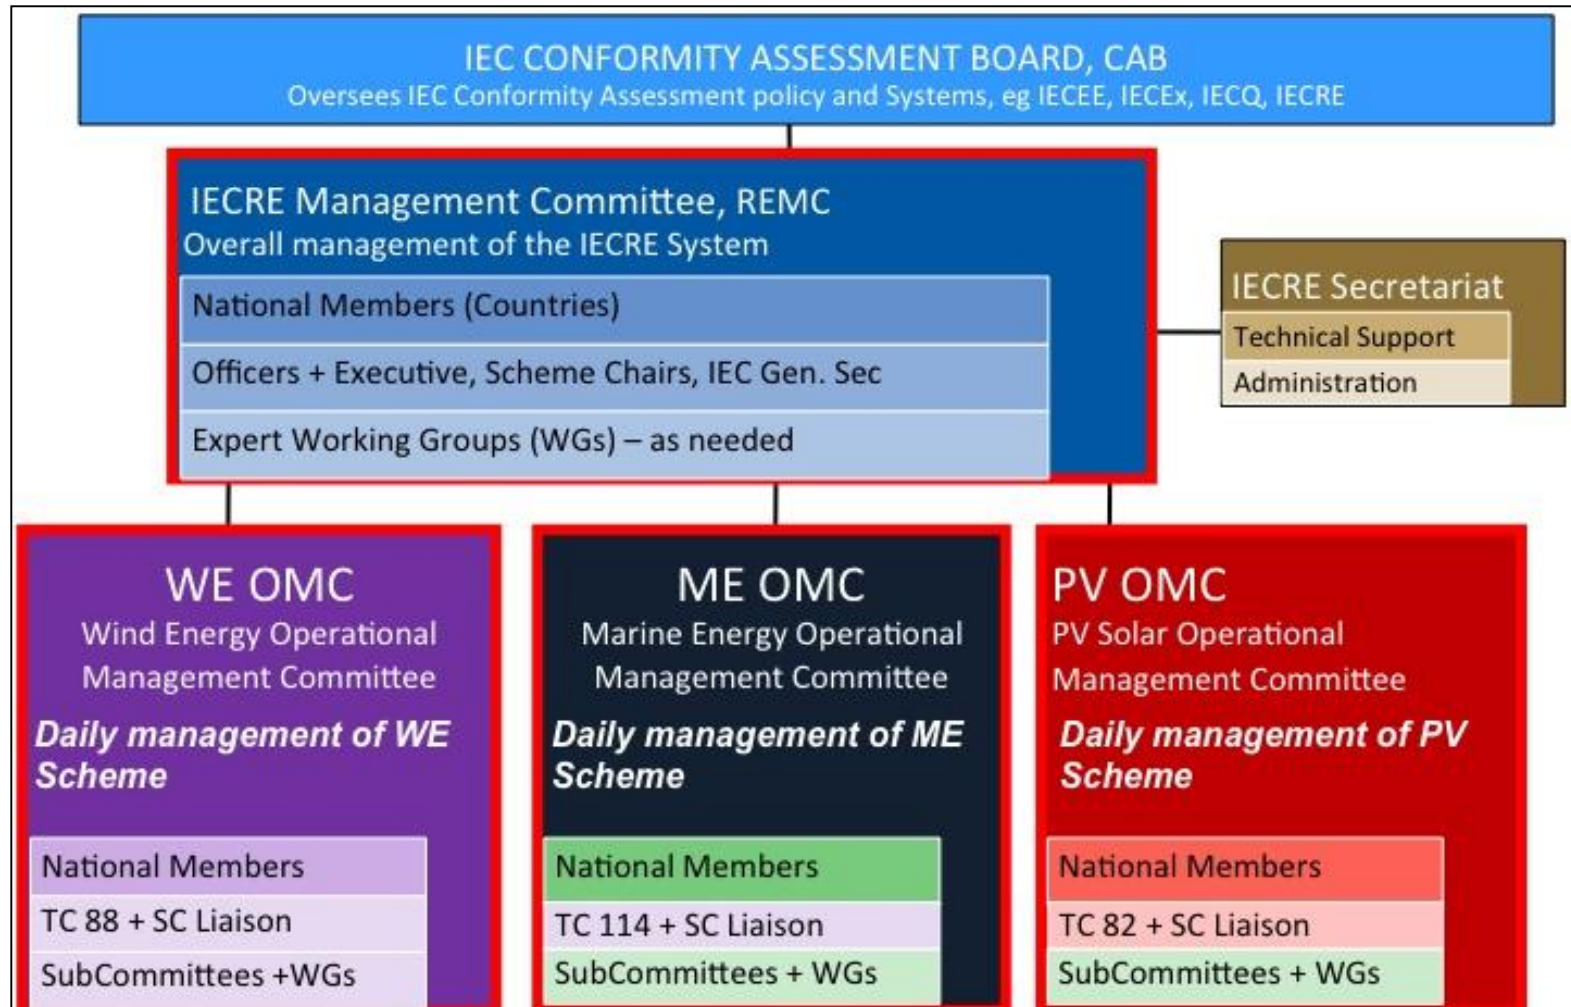 IEC CONFORMITY ASSESSMENT BOARD, CAB
Oversees IEC Conformity Assessment policy and Systems, eg IECEE, IECEx, IECQ, IECRE
IECRE Management Committee, REMC
Overall management of the IECRE System
National Members (Countries)
Officers + Executive, Scheme Chairs, IEC Gen. Sec
Expert Working Groups (WGs) – as needed
IECRE Secretariat
Technical Support
Administration
WE OMC
Wind Energy Operational
Management Committee
Daily management of WE
Scheme
National Members
TC 88 + SC Liaison
SubCommittees +WGs
ME OMC
Marine Energy Operational
Management Committee
Daily management of ME
Scheme
National Members
TC 114 + SC Liaison
SubCommittees + WGs
PV OMC
PV Solar Operational
Management Committee
Daily management of PV
Scheme
National Members
TC 82 + SC Liaison
SubCommittees + WGs